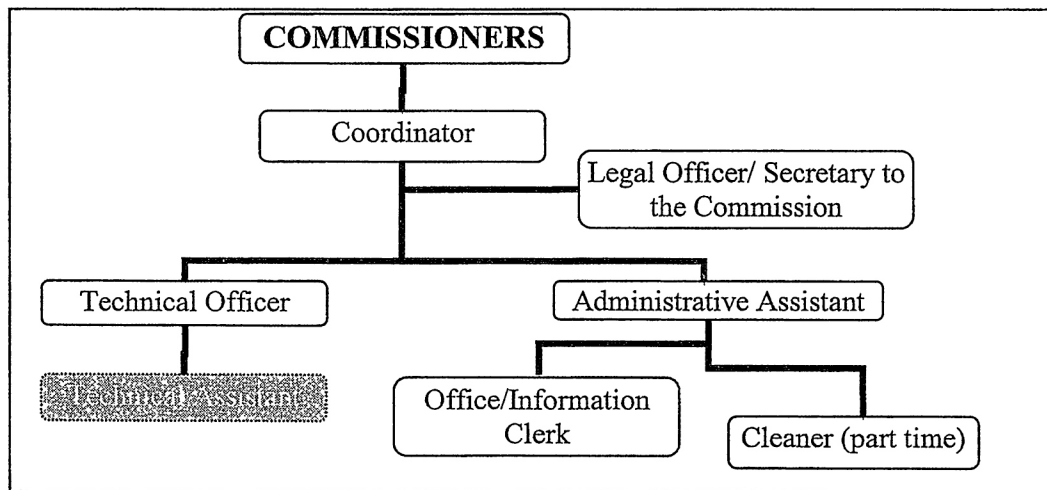 COMMISSIONERS
Coordinator
Legal Officer/ Secretary to
the Commission
Technical Officer
Administrative Assistant
Technical Assistant
Office/Information
Clerk
Cleaner (part time)